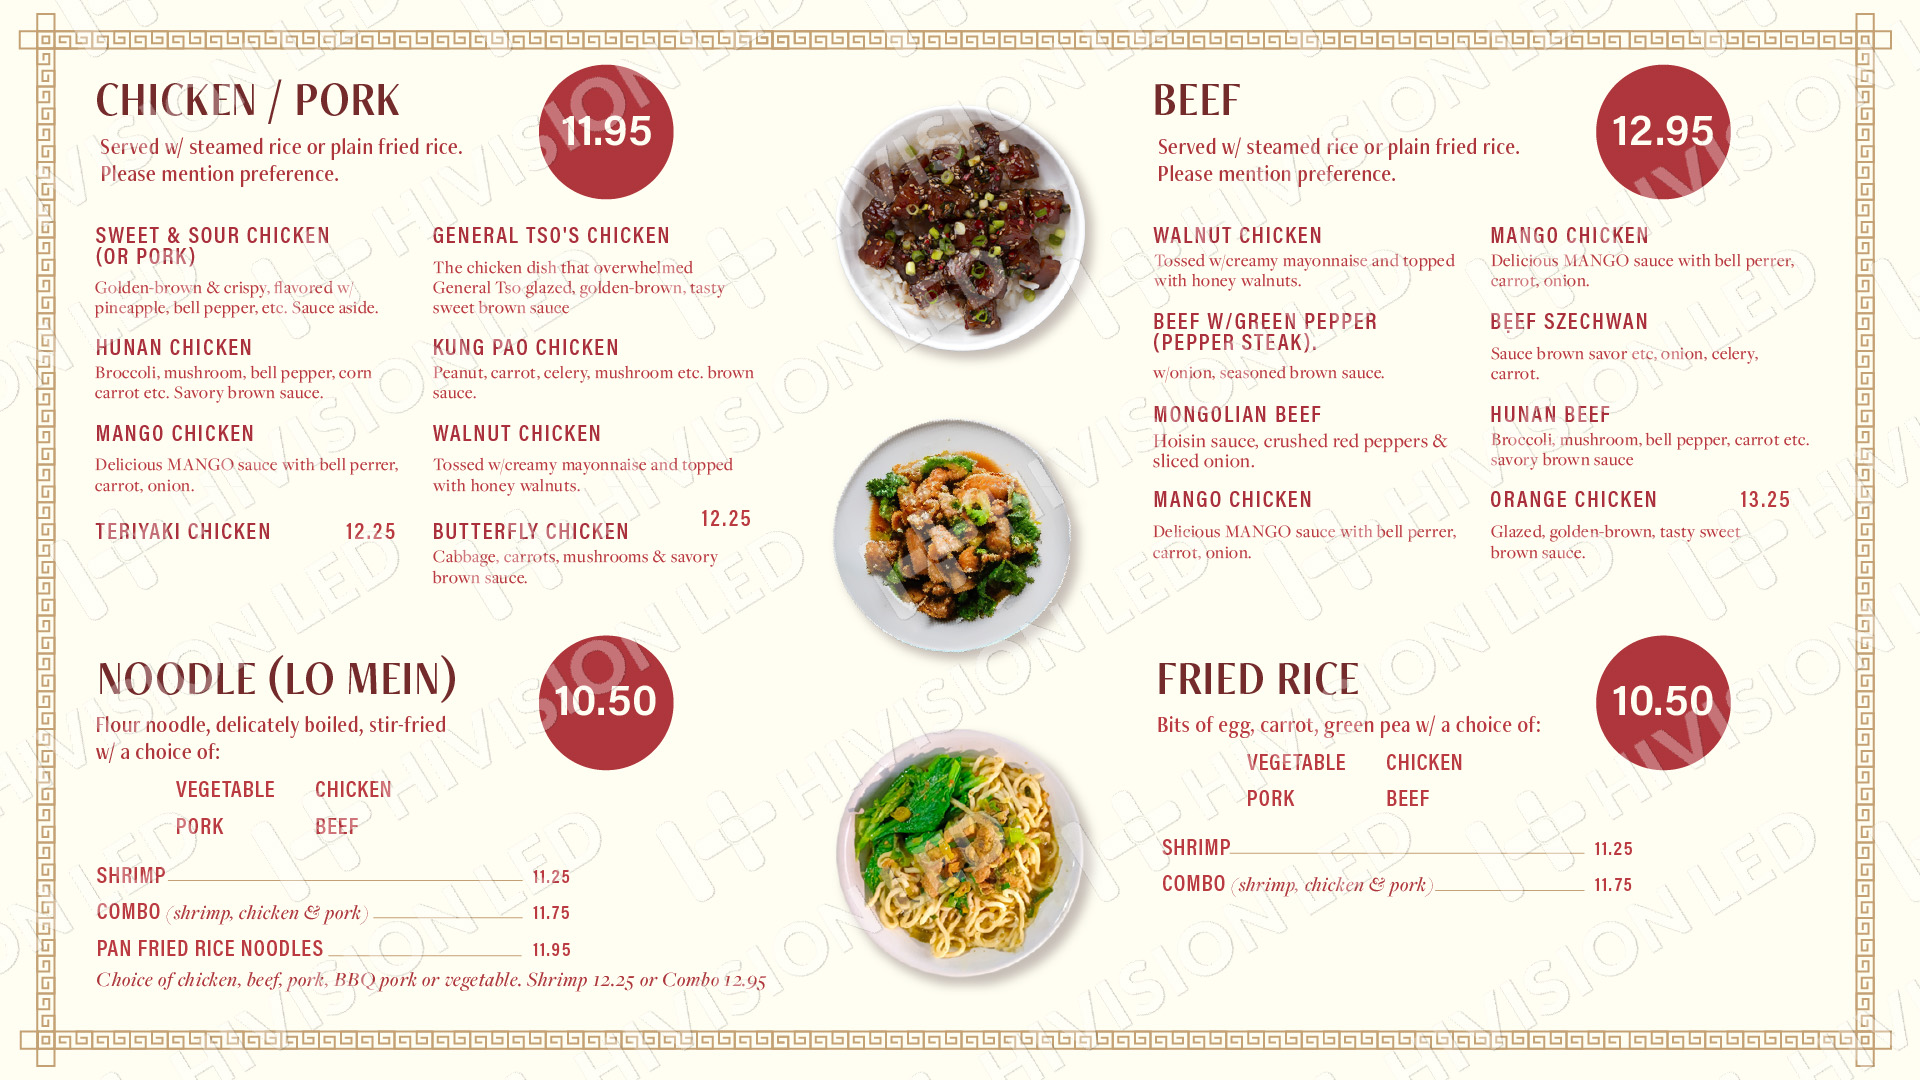 CHICKEN / PORK
11.95
Served w/ steamed rice or plain fried rice.
Please mention preference.
SWEET & SOUR CHICKEN
(OR PORK)
Golden-brown & crispy, flavored w/
pineapple, bell pepper, etc. Sauce aside.
HUNAN CHICKEN
Broccoli, mushroom, bell pepper, corn
carrot etc. Savory brown sauce.
MANGO CHICKEN
Delicious MANGO sauce with bell perrer,
carrot, onion.
TERIYAKI CHICKEN 12.25
GENERAL TSO'S CHICKEN
The chicken dish that overwhelmed
General Tso glazed, golden-brown, tasty
sweet brown sauce
KUNG PAO CHICKEN
Peanut, carrot, celery, mushroom etc. brown
sauce.
WALNUT CHICKEN
Tossed w/creamy mayonnaise and topped
with honey walnuts.
BUTTERFLY CHICKEN 12.25
Cabbage, carrots, mushrooms & savory
brown sauce.
NOODLE (LO MEIN)
10.50
Flour noodle, delicately boiled, stir-fried
w/ a choice of:
VEGETABLE CHICKEN
PORK BEEF
SHRIMP 11.25
COMBO (shrimp, chicken & pork) 11.75
PAN FRIED RICE NOODLES 11.95
Choice of chicken, beef, pork, BBQ pork or vegetable. Shrimp 12.25 or Combo 12.95
BEEF
12.95
Served w/ steamed rice or plain fried rice.
Please mention preference.
WALNUT CHICKEN
Tossed w/creamy mayonnaise and topped
with honey walnuts.
BEEF W/GREEN PEPPER
(PEPPER STEAK).
w/onion, seasoned brown sauce.
MONGOLIAN BEEF
Hoisin sauce, crushed red peppers &
sliced onion.
MANGO CHICKEN
Delicious MANGO sauce with bell perrer,
carrot, onion.
MANGO CHICKEN
Delicious MANGO sauce with bell perrer,
carrot, onion.
BEEF SZECHWAN
Sauce brown savor etc, onion, celery,
carrot.
HUNAN BEEF
Broccoli, mushroom, bell pepper, carrot etc.
savory brown sauce
ORANGE CHICKEN 13.25
Glazed, golden-brown, tasty sweet
brown sauce.
FRIED RICE
10.50
Bits of egg, carrot, green pea w/ a choice of:
VEGETABLE CHICKEN
PORK BEEF
SHRIMP 11.25
COMBO (shrimp, chicken & pork) 11.75
HIVISION LED